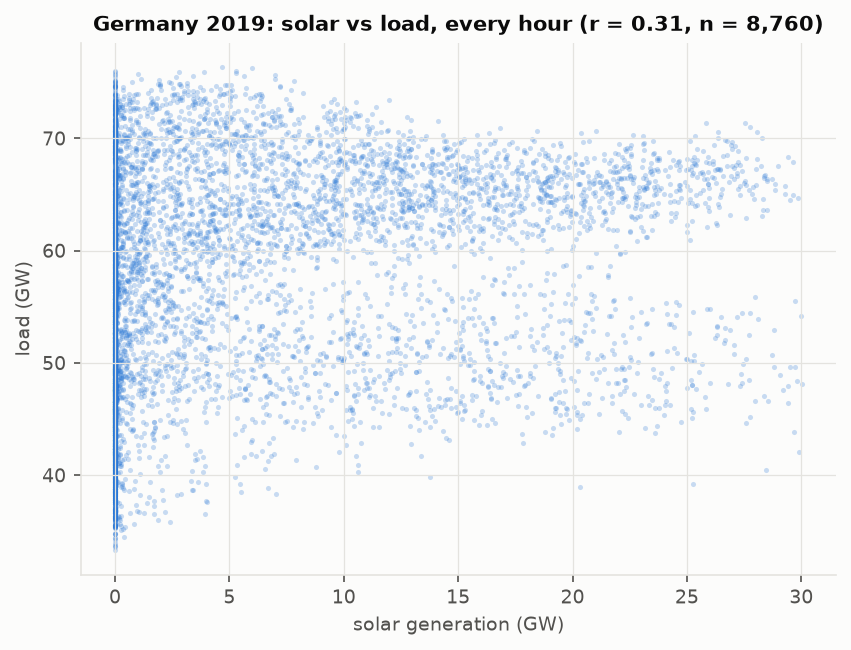 Germany 2019: solar vs load, every hour (r = 0.31, n = 8,760)
load (GW)
70
60
50
40
0 5 10 15 20 25 30
solar generation (GW)